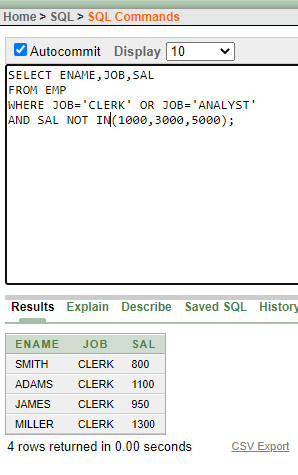 Home > SQL > SQL Commands
Autocommit Display 10
SELECT ENAME,JOB,SAL
FROM EMP
WHERE JOB='CLERK' OR JOB='ANALYST'
AND SAL NOT IN(1000,3000,5000);
Results Explain Describe Saved SQL History
ENAME JOB SAL
SMITH CLERK 800
ADAMS CLERK 1100
JAMES CLERK 950
MILLER CLERK 1300
4 rows returned in 0.00 seconds CSV Export